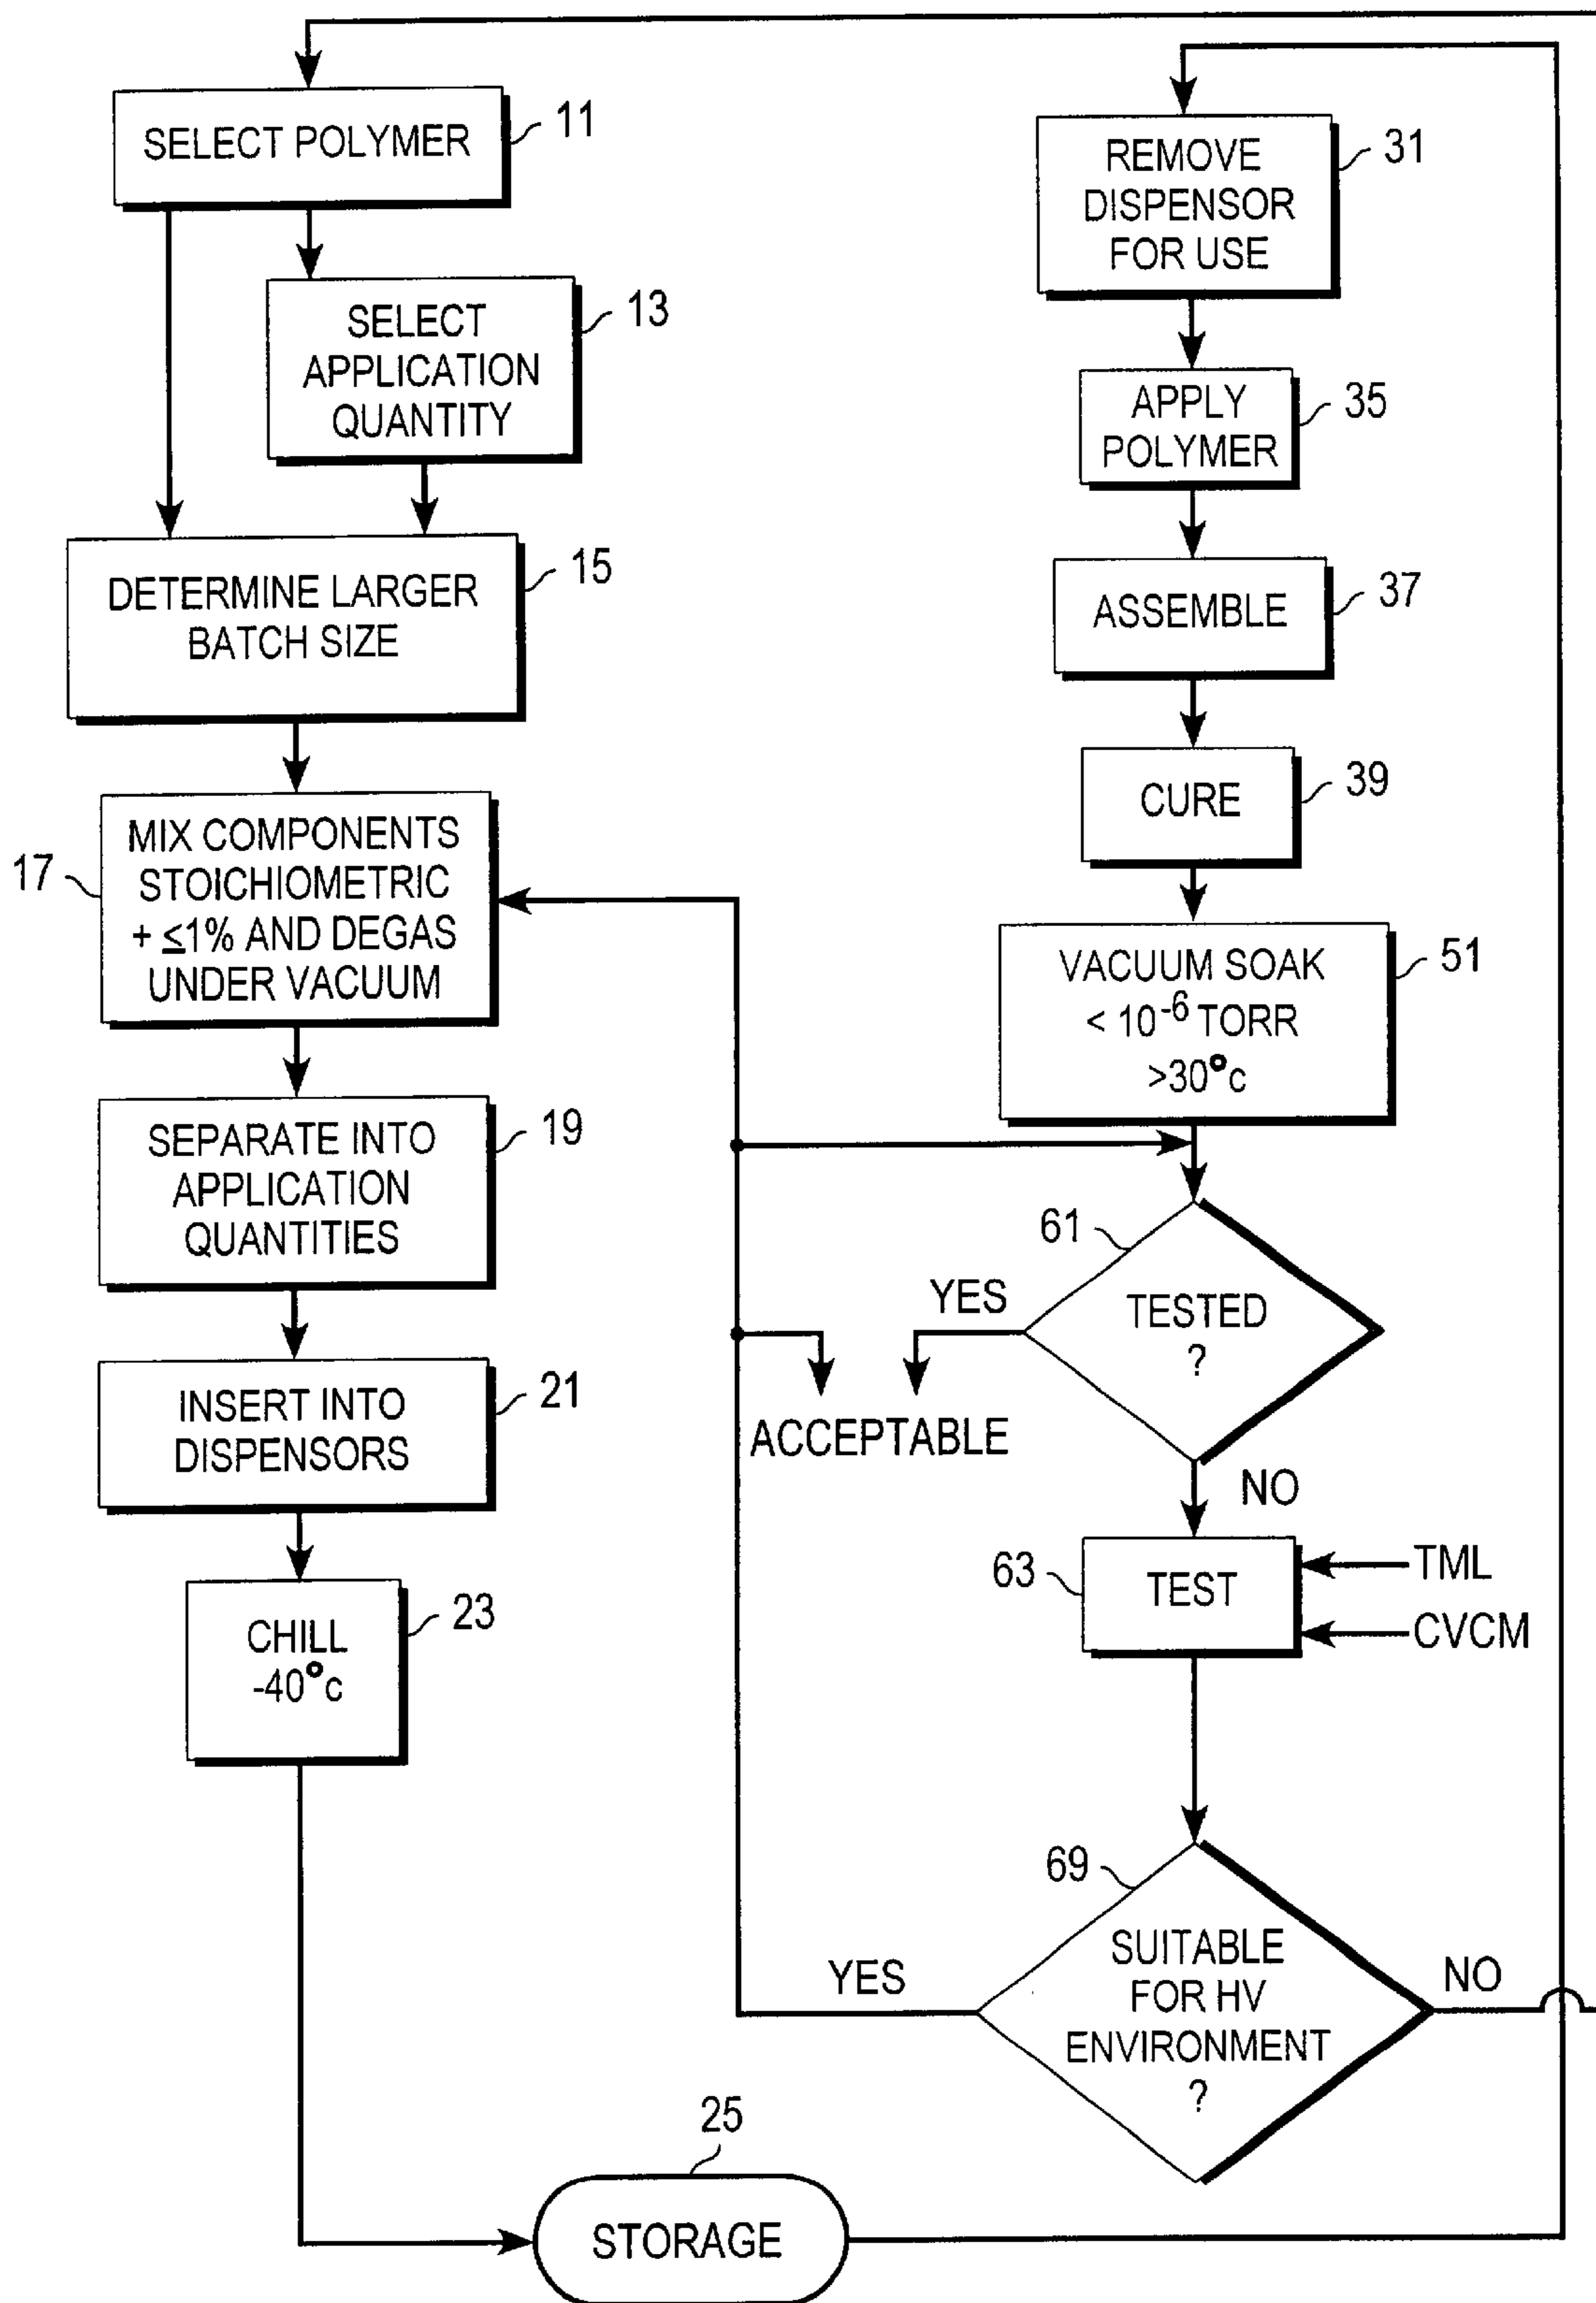 SELECT POLYMER
11
SELECT
APPLICATION
QUANTITY
13
DETERMINE LARGER
BATCH SIZE
15
17
MIX COMPONENTS
STOICHIOMETRIC
+ ≤1% AND DEGAS
UNDER VACUUM
SEPARATE INTO
APPLICATION
QUANTITIES
19
INSERT INTO
DISPENSORS
21
CHILL
-40°c
23
25
STORAGE
REMOVE
DISPENSOR
FOR USE
31
APPLY
POLYMER
35
ASSEMBLE
37
CURE
39
VACUUM SOAK
< 10-6 TORR
>30°c
51
61
TESTED
?
YES
ACCEPTABLE
NO
63
TEST
TML
CVCM
69
SUITABLE
FOR HV
ENVIRONMENT
?
YES
NO